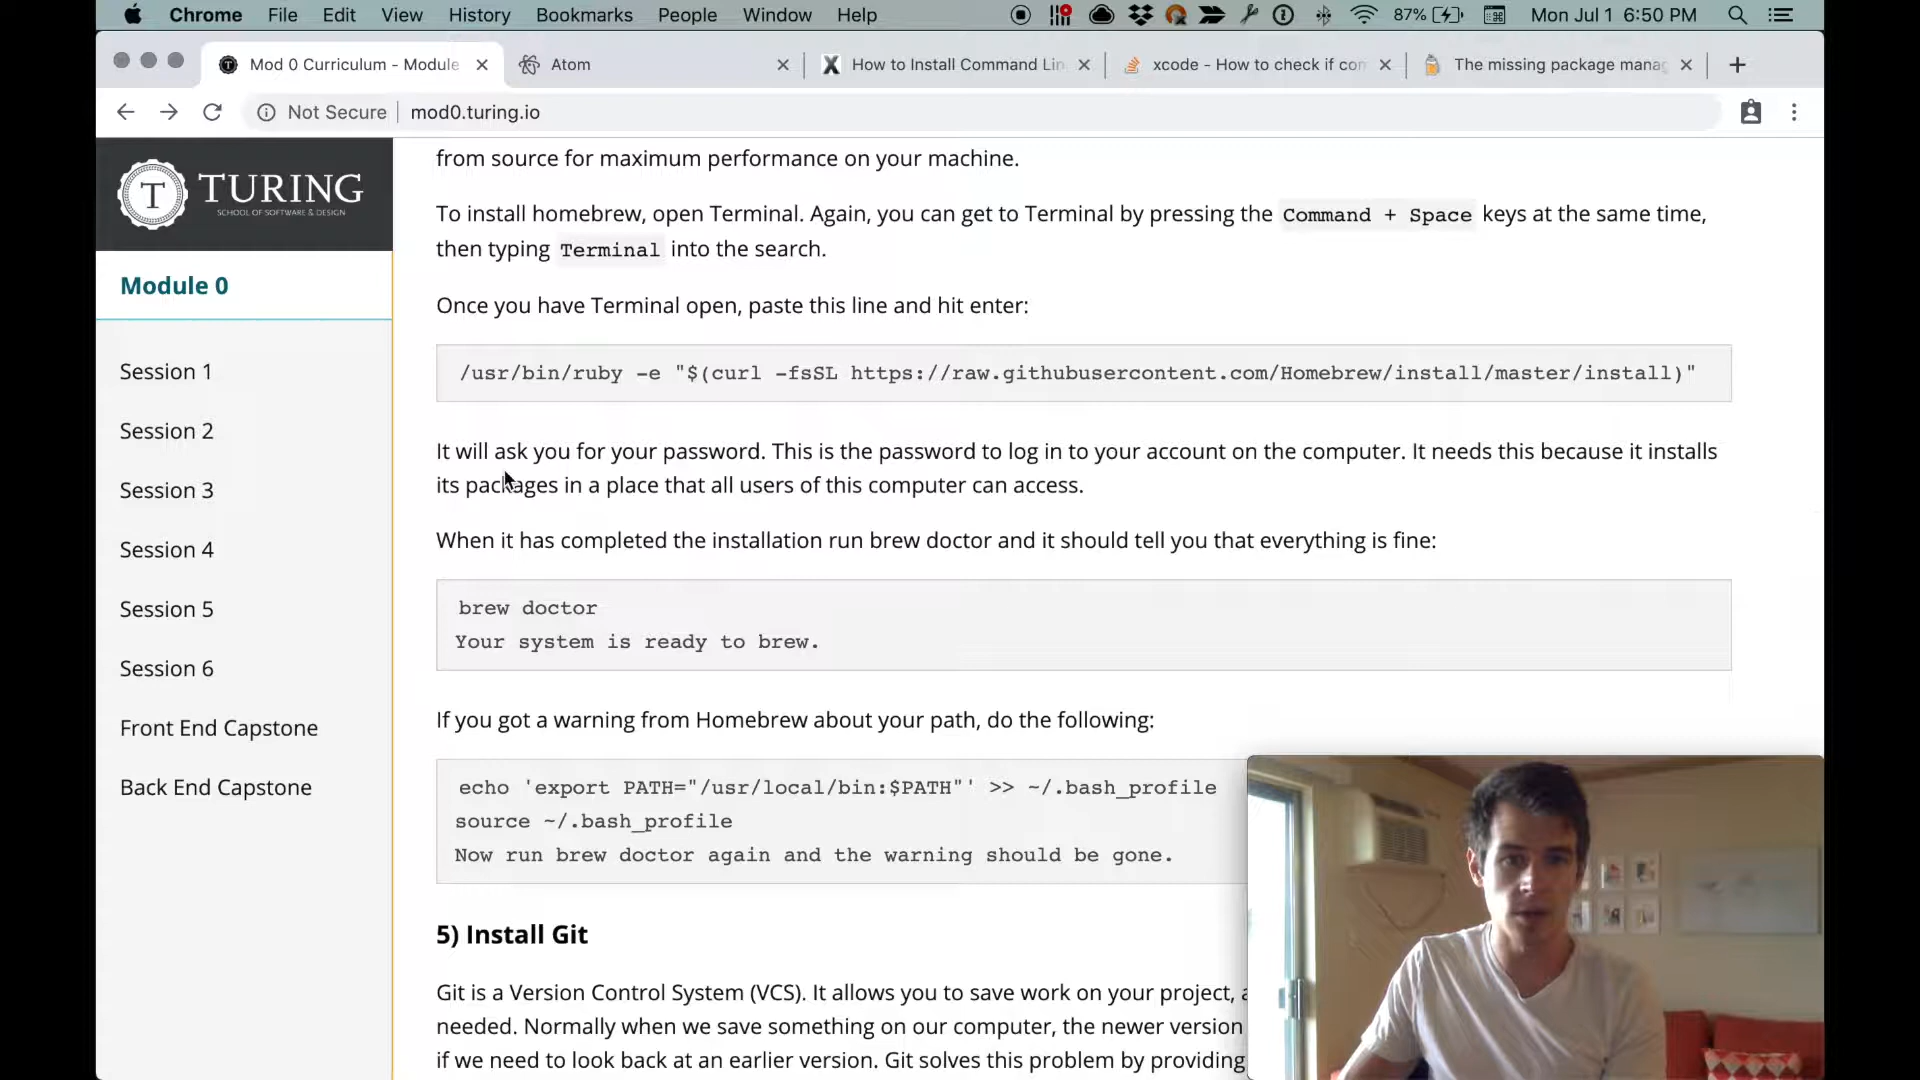 Chrome File Edit View History Bookmarks People Window Help 87% Mon Jul 1 6:50 PM
Mod 0 Curriculum - Module
Atom
How to Install Command Lin
xcode - How to check if com
The missing package mana
Not Secure mod0.turing.io
T TURING
SCHOOL OF SOFTWARE & DESIGN
Module 0
Session 1
Session 2
Session 3
Session 4
Session 5
Session 6
Front End Capstone
Back End Capstone
from source for maximum performance on your machine.
To install homebrew, open Terminal. Again, you can get to Terminal by pressing the Command + Space keys at the same time,
then typing Terminal into the search.
Once you have Terminal open, paste this line and hit enter:
/usr/bin/ruby -e "$(curl -fsSL https://raw.githubusercontent.com/Homebrew/install/master/install)"
It will ask you for your password. This is the password to log in to your account on the computer. It needs this because it installs
its packages in a place that all users of this computer can access.
When it has completed the installation run brew doctor and it should tell you that everything is fine:
brew doctor
Your system is ready to brew.
If you got a warning from Homebrew about your path, do the following:
echo 'export PATH="/usr/local/bin:$PATH"' >> ~/.bash_profile
source ~/.bash_profile
Now run brew doctor again and the warning should be gone.
5) Install Git
Git is a Version Control System (VCS). It allows you to save work on your project, a
needed. Normally when we save something on our computer, the newer version
if we need to look back at an earlier version. Git solves this problem by providing